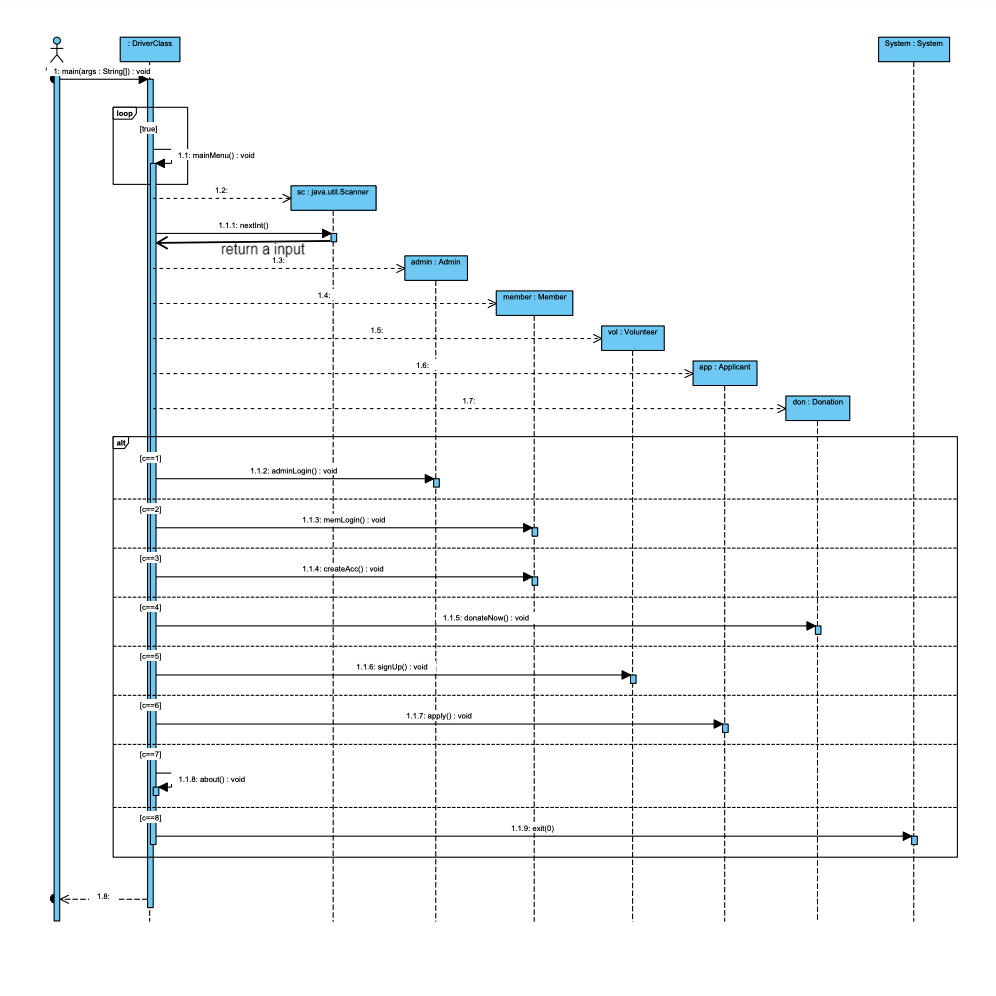 : DriverClass
System : System
1: main(args : String[]) : void
loop
[true]
1.1: mainMenu() : void
1.2:
sc : java.util.Scanner
1.1.1: nextInt()
return a input
1.3:
admin : Admin
1.4:
member : Member
1.5:
vol : Volunteer
1.6:
app : Applicant
1.7:
don : Donation
alt
[c==1]
1.1.2: adminLogin() : void
[c==2]
1.1.3: memLogin() : void
[c==3]
1.1.4: createAcc() : void
[c==4]
1.1.5: donateNow() : void
[c==5]
1.1.6: signUp() : void
[c==6]
1.1.7: apply() : void
[c==7]
1.1.8: about() : void
[c==8]
1.1.9: exit(0)
1.8: